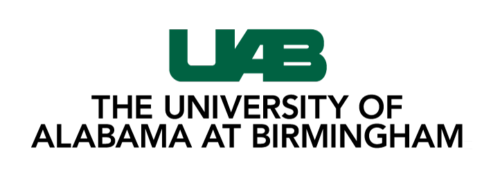 UAB
THE UNIVERSITY OF
ALABAMA AT BIRMINGHAM